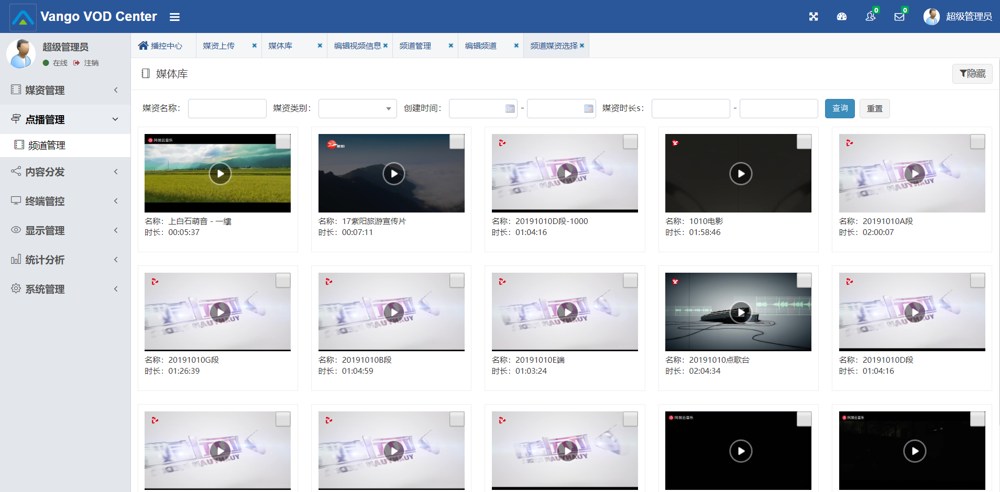 Vango VOD Center
0
0
超级管理员
超级管理员
在线 注销
媒资管理
点播管理
频道管理
内容分发
终端管控
显示管理
统计分析
系统管理
播控中心 媒资上传 媒体库 编辑视频信息 频道管理 编辑频道 频道媒资选择
媒体库
隐藏
媒资名称： 媒资类别： 创建时间： - 媒资时长s： - 查询 重置
网易云音乐
紫阳
名称：上白石萌音 - 一缕
时长：00:05:37
名称：17紫阳旅游宣传片
时长：00:07:11
名称：20191010D段-1000
时长：01:04:16
名称：1010电影
时长：01:58:46
名称：20191010A段
时长：02:00:07
名称：20191010G段
时长：01:26:39
名称：20191010B段
时长：01:04:59
名称：20191010E端
时长：01:03:24
名称：20191010点歌台
时长：02:04:34
名称：20191010D段
时长：01:04:16
网易云音乐
网易云音乐